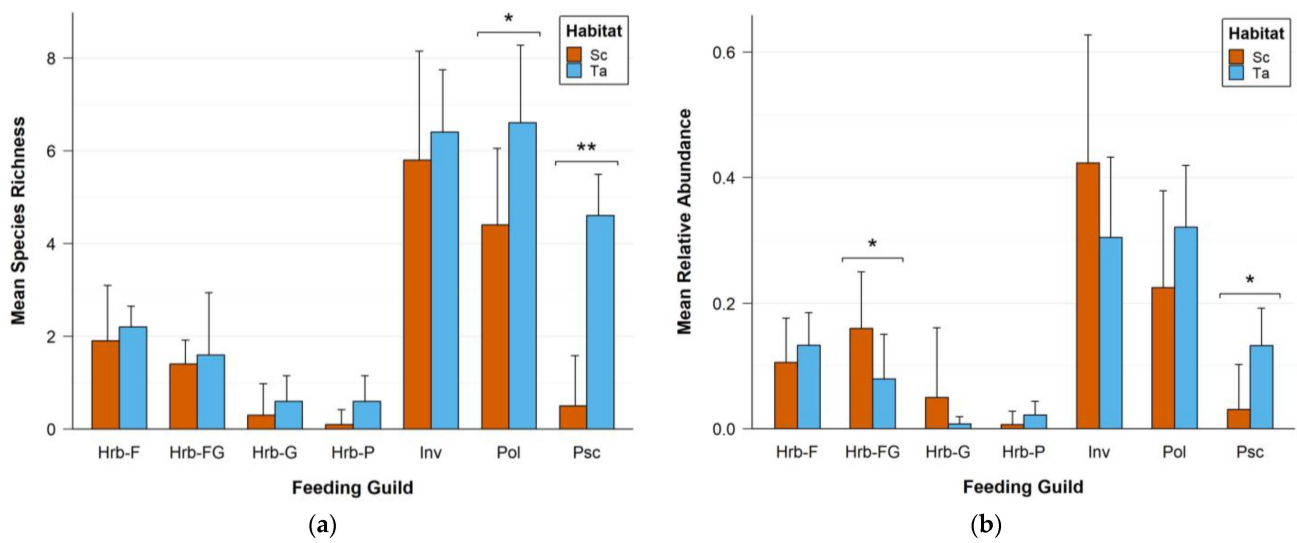 *
**
Habitat
Sc
Ta
8
6
4
2
0
Mean Species Richness
Hrb-F Hrb-FG Hrb-G Hrb-P Inv Pol Psc
Feeding Guild
(a)
*
*
Habitat
Sc
Ta
0.6
0.4
0.2
0.0
Mean Relative Abundance
Hrb-F Hrb-FG Hrb-G Hrb-P Inv Pol Psc
Feeding Guild
(b)